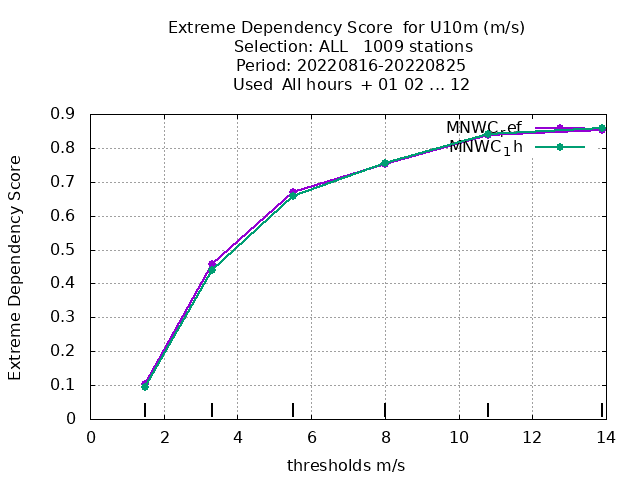 Extreme Dependency Score  for U10m (m/s)
Selection: ALL   1009 stations
Period: 20220816-20220825
Used  All hours  + 01 02 ... 12
Extreme Dependency Score
0.9
0.8
0.7
0.6
0.5
0.4
0.3
0.2
0.1
0
MNWC_ref
MNWC_1h
0 2 4 6 8 10 12 14
thresholds m/s